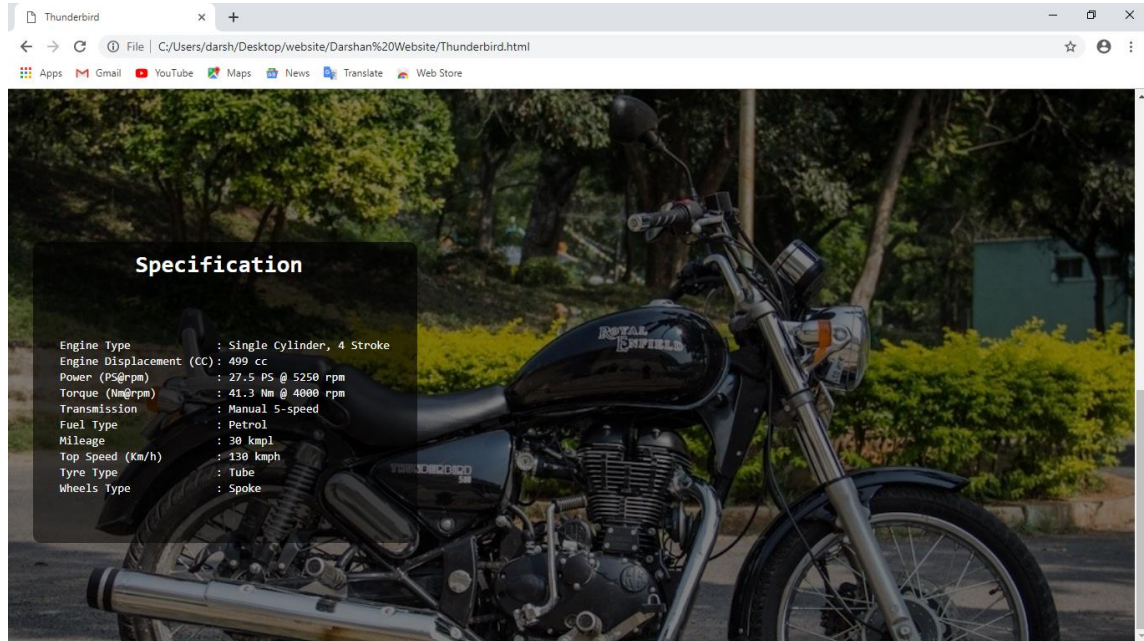 Thunderbird
File | C:/Users/darsh/Desktop/website/Darshan%20Website/Thunderbird.html
Apps Gmail YouTube Maps News Translate Web Store
Specification
Engine Type : Single Cylinder, 4 Stroke
Engine Displacement (CC): 499 cc
Power (PS@rpm) : 27.5 PS @ 5250 rpm
Torque (Nm@rpm) : 41.3 Nm @ 4000 rpm
Transmission : Manual 5-speed
Fuel Type : Petrol
Mileage : 30 kmpl
Top Speed (Km/h) : 130 kmph
Tyre Type : Tube
Wheels Type : Spoke
ROYAL
ENFIELD
THUNDERBIRD
500